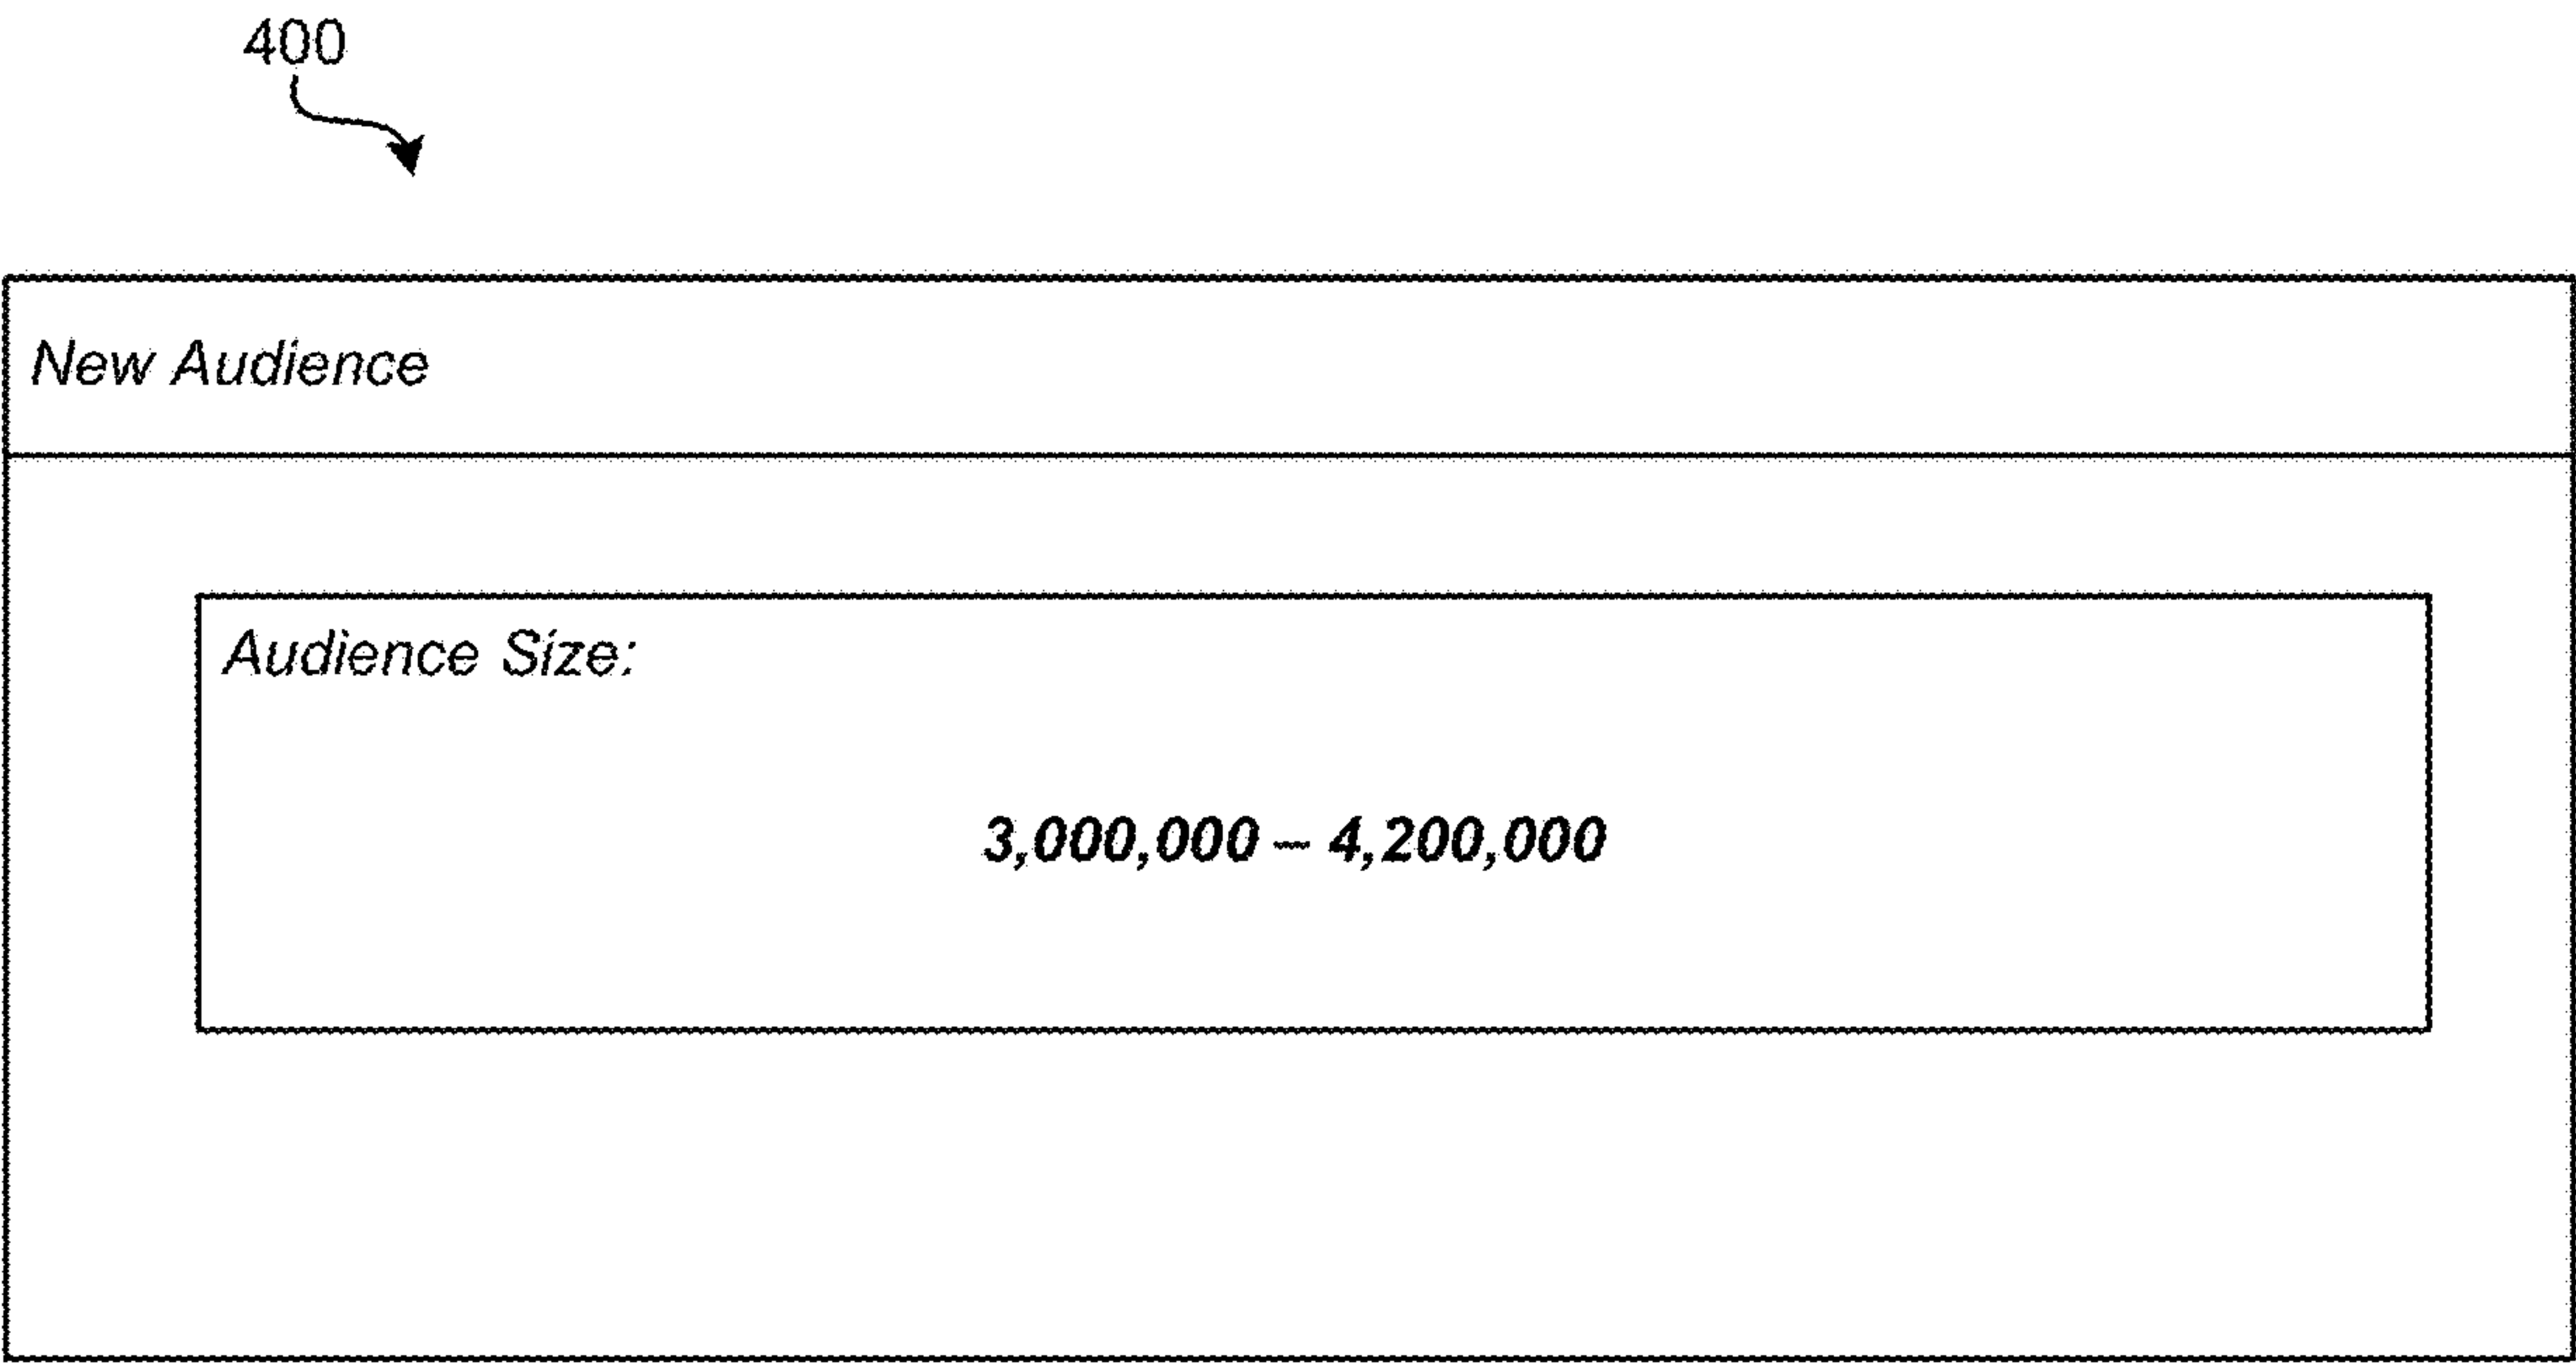 400
New Audience
Audience Size:
3,000,000 – 4,200,000